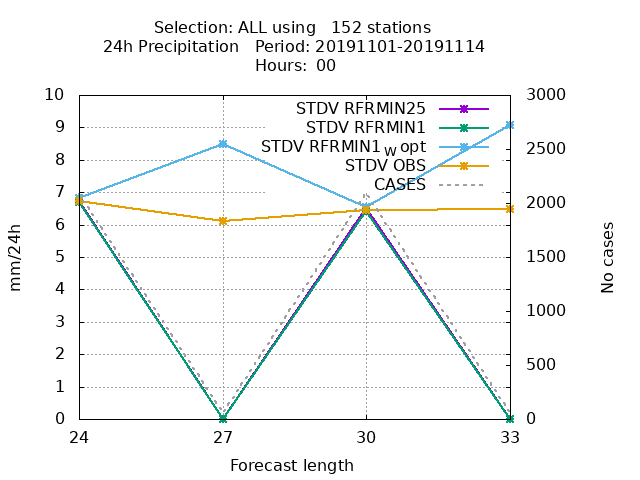 Selection: ALL using   152 stations
24h Precipitation   Period: 20191101-20191114
Hours:  00
STDV RFRMIN25
STDV RFRMIN1
STDV RFRMIN1_W opt
STDV OBS
CASES
10
9
8
7
6
5
4
3
2
1
0
3000
2500
2000
1500
1000
500
0
mm/24h
No cases
24 27 30 33
Forecast length